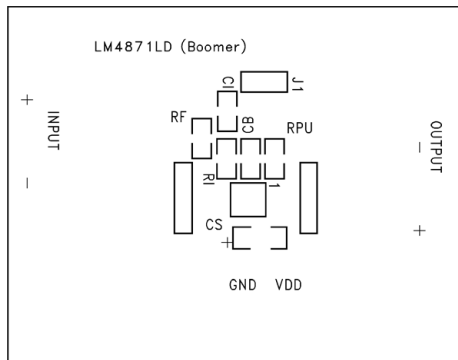 LM4871LD (Boomer)
CI
J1
+
INPUT
-
RF
CB
RPU
OUTPUT
-
+
RI
1
CS
+
GND VDD